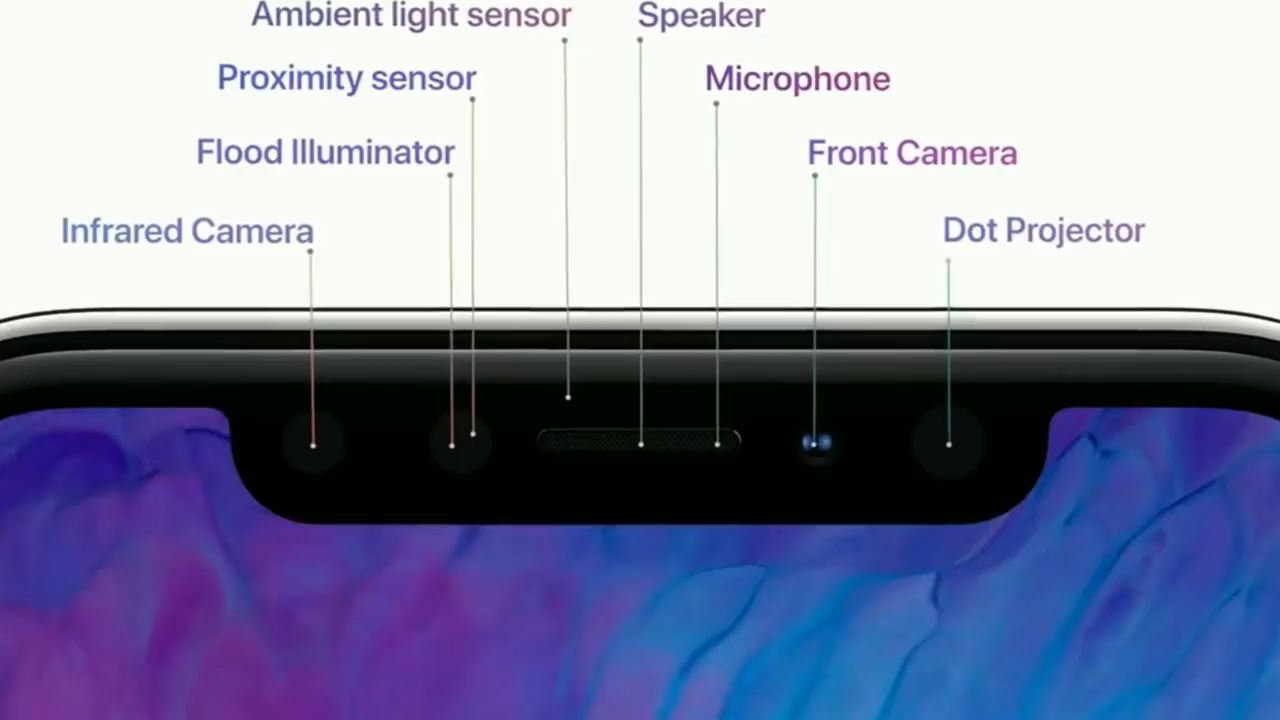 Ambient light sensor
Speaker
Proximity sensor
Microphone
Flood Illuminator
Front Camera
Infrared Camera
Dot Projector